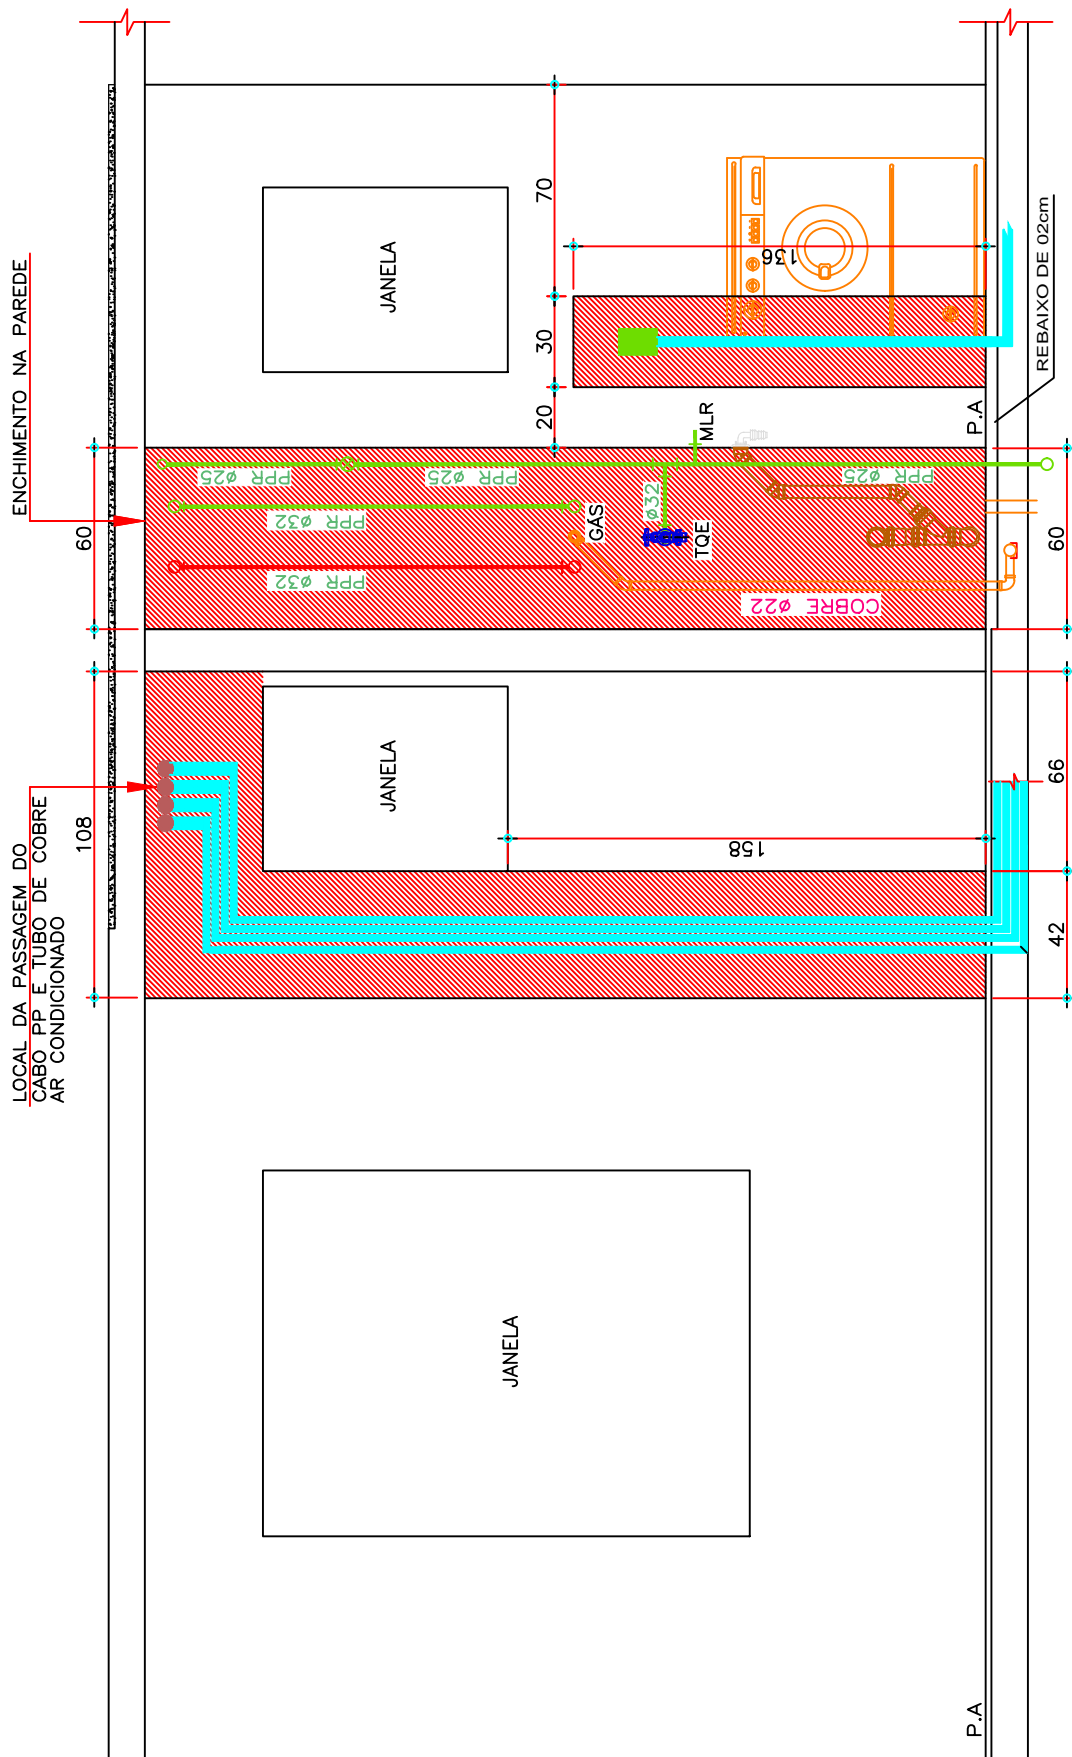 LOCAL DA PASSAGEM DO
CABO PP E TUBO DE COBRE
AR CONDICIONADO
ENCHIMENTO NA PAREDE
108
60
JANELA
JANELA
JANELA
PPR ø25
PPR ø25
PPR ø25
PPR ø32
PPR ø32
ø32
GÁS
TQE
MLR
COBRE ø22
20
30
70
136
158
P.A
P.A
REBAIXO DE 02cm
42
66
60